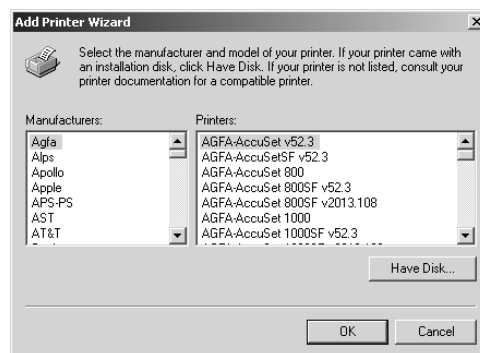 Add Printer Wizard
Select the manufacturer and model of your printer. If your printer came with
an installation disk, click Have Disk. If your printer is not listed, consult your
printer documentation for a compatible printer.
Manufacturers:
Printers:
Agfa
Alps
Apollo
Apple
APS-PS
AST
AT&T
AGFA-AccuSet v52.3
AGFA-AccuSetSF v52.3
AGFA-AccuSet 800
AGFA-AccuSet 800SF v52.3
AGFA-AccuSet 800SF v2013.108
AGFA-AccuSet 1000
AGFA-AccuSet 1000SF v52.3
Have Disk...
OK
Cancel